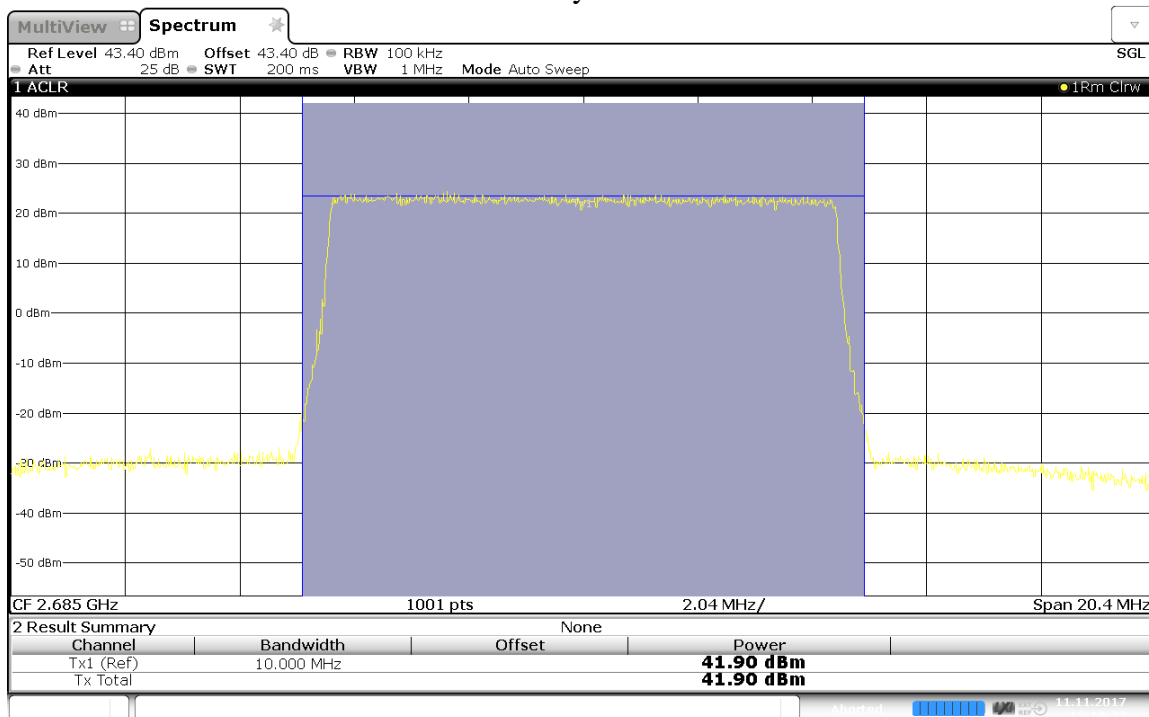 MultiView Spectrum
Ref Level 43.40 dBm Offset 43.40 dB RBW 100 kHz SGL
Att 25 dB SWT 200 ms VBW 1 MHz Mode Auto Sweep
1 ACLR 1Rm Clrw
40 dBm
30 dBm
20 dBm
10 dBm
0 dBm
-10 dBm
-20 dBm
-30 dBm
-40 dBm
-50 dBm
CF 2.685 GHz 1001 pts 2.04 MHz/ Span 20.4 MHz
2 Result Summary None
Channel Bandwidth Offset Power
Tx1 (Ref) 10.000 MHz 41.90 dBm
Tx Total 41.90 dBm
Aborted 11.11.2017